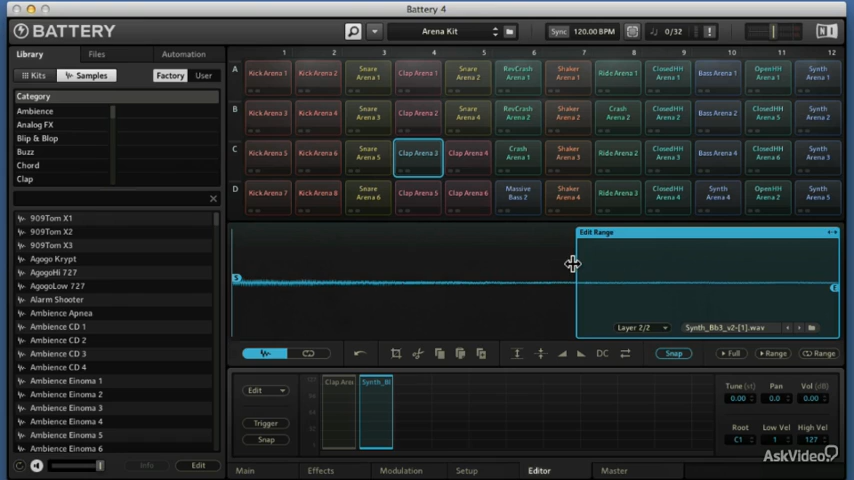 Battery 4
BATTERY
Arena Kit
Sync 120.00 BPM
0/32
Library Files Automation
Kits Samples Factory User
Category
Ambience
Analog FX
Blip & Blop
Buzz
Chord
Clap
909Tom X1
909Tom X2
909Tom X3
Agogo Krypt
AgogoHi 727
AgogoLow 727
Alarm Shooter
Ambience Apnea
Ambience CD 1
Ambience CD 2
Ambience CD 3
Ambience CD 4
Ambience Einoma 1
Ambience Einoma 2
Ambience Einoma 3
Ambience Einoma 4
Ambience Einoma 5
Ambience Einoma 6
Info Edit
1 2 3 4 5 6 7 8 9 10 11 12
A Kick Arena 1 Kick Arena 2 Snare Arena 1 Clap Arena 1 Snare Arena 2 RevCrash Arena 1 Shaker Arena 1 Ride Arena 1 ClosedHH Arena 1 Bass Arena 1 OpenHH Arena 1 Synth Arena 1
B Kick Arena 3 Kick Arena 4 Snare Arena 3 Clap Arena 2 Snare Arena 4 RevCrash Arena 2 Shaker Arena 2 Crash Arena 2 ClosedHH Arena 2 Bass Arena 2 ClosedHH Arena 5 Synth Arena 2
C Kick Arena 5 Kick Arena 6 Snare Arena 5 Clap Arena 3 Clap Arena 4 Crash Arena 1 Shaker Arena 3 Ride Arena 2 ClosedHH Arena 3 Bass Arena 4 ClosedHH Arena 6 Synth Arena 3
D Kick Arena 7 Kick Arena 8 Snare Arena 6 Clap Arena 5 Clap Arena 6 Massive Bass 2 Shaker Arena 4 Ride Arena 3 ClosedHH Arena 4 Synth Arena 4 OpenHH Arena 2 Synth Arena 5
Edit Range
S E
Layer 2/2 Synth_Bb3_v2-[1].wav
DC Snap Full Range Range
Edit
Trigger
Snap
Clap Aren Synth_Bl
Tune (st) Pan Vol (dB)
0.00 0.0 0.00
Root Low Vel High Vel
C1 1 127
Main Effects Modulation Setup Editor Master
AskVideo